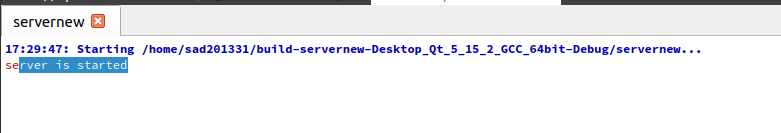 servernew
17:29:47: Starting /home/sad201331/build-servernew-Desktop_Qt_5_15_2_GCC_64bit-Debug/servernew...
server is started